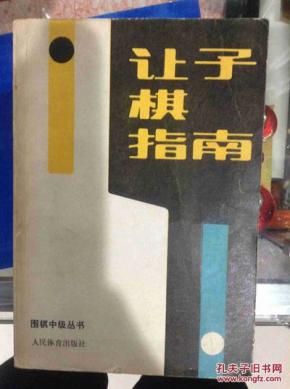 让子
棋
指南
围棋中级丛书
人民体育出版社
孔夫子旧书网